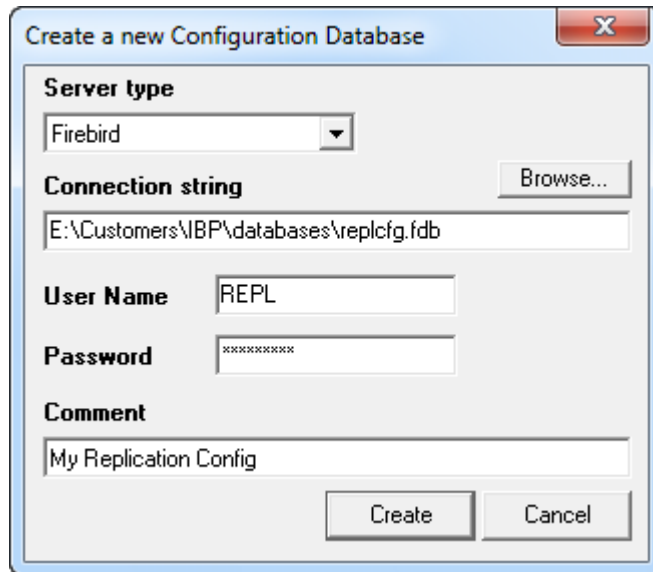 Create a new Configuration Database
Server type
Firebird
Connection string
Browse...
E:\Customers\IBP\databases\replcfg.fdb
User Name
REPL
Password
*********
Comment
My Replication Config
Create
Cancel